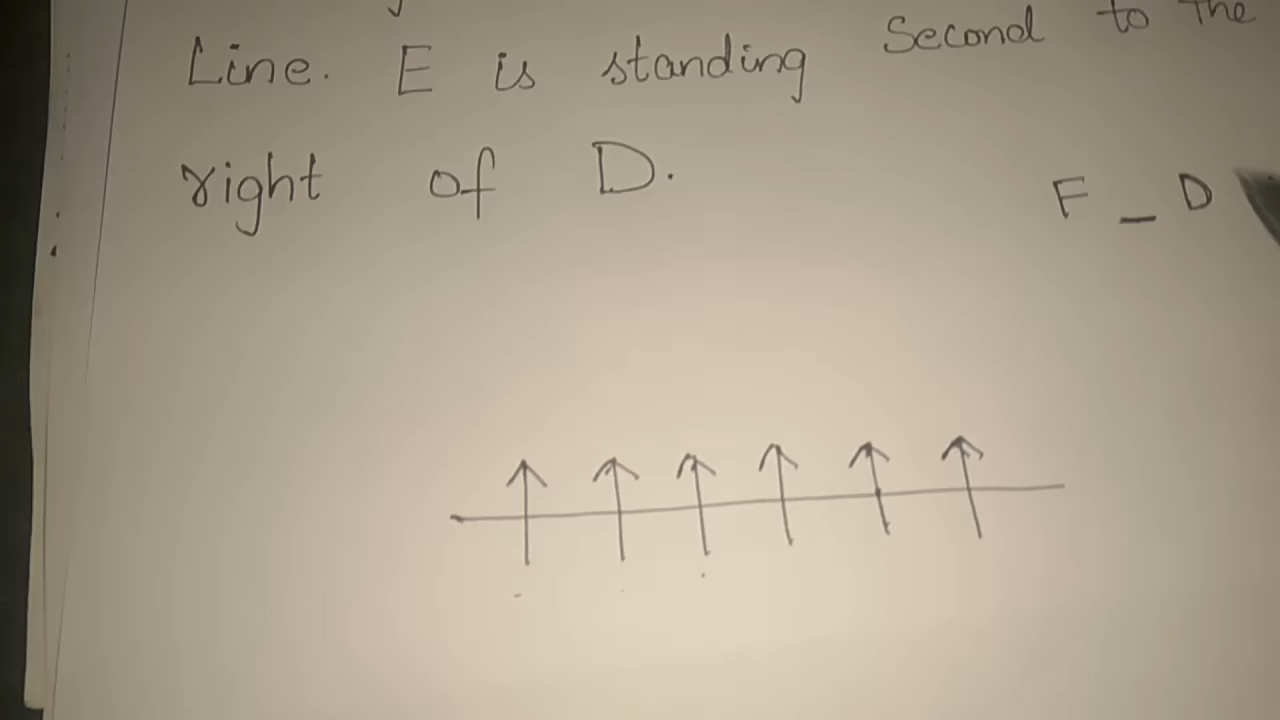 Line. E is standing Second to the
right of D.
F _ D